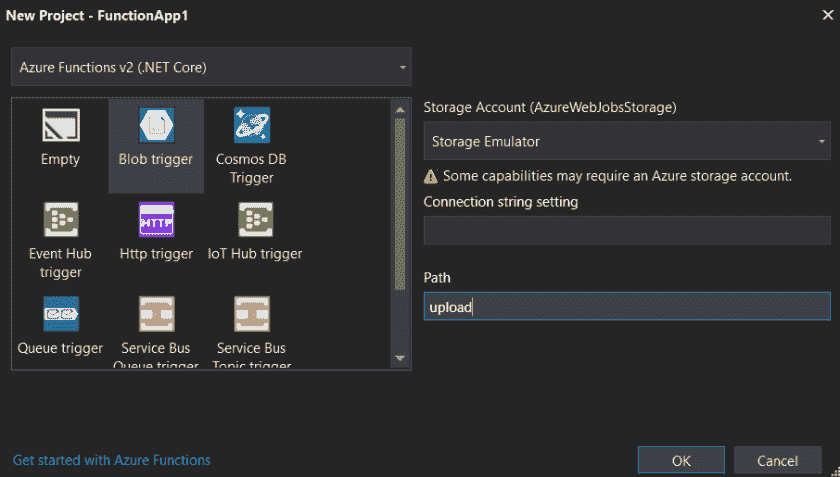 New Project - FunctionApp1
Azure Functions v2 (.NET Core)
Empty
Blob trigger
Cosmos DB
Trigger
Event Hub
trigger
Http trigger
IoT Hub trigger
Queue trigger
Service Bus
Queue trigger
Service Bus
Topic trigger
Storage Account (AzureWebJobsStorage)
Storage Emulator
Some capabilities may require an Azure storage account.
Connection string setting
Path
upload
Get started with Azure Functions
OK
Cancel
HTTP